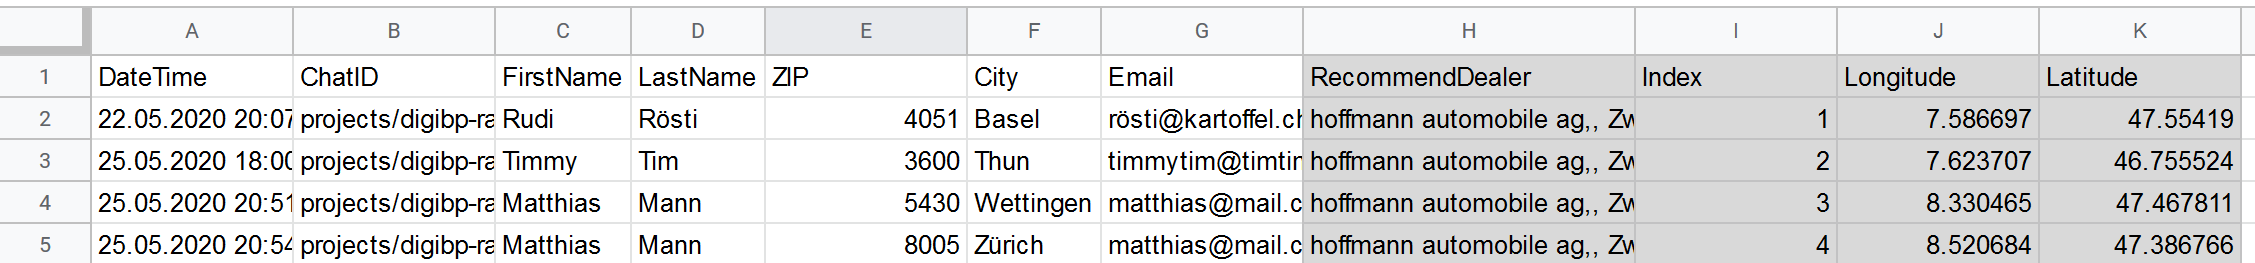 A B C D E F G H I J K
1 DateTime ChatID FirstName LastName ZIP City Email RecommendDealer Index Longitude Latitude
2 22.05.2020 20:07 projects/digibp-ra Rudi Rösti 4051 Basel rösti@kartoffel.ch hoffmann automobile ag,, Zw 1 7.586697 47.55419
3 25.05.2020 18:00 projects/digibp-ra Timmy Tim 3600 Thun timmytim@timtim hoffmann automobile ag,, Zw 2 7.623707 46.755524
4 25.05.2020 20:51 projects/digibp-ra Matthias Mann 5430 Wettingen matthias@mail.c hoffmann automobile ag,, Zw 3 8.330465 47.467811
5 25.05.2020 20:54 projects/digibp-ra Matthias Mann 8005 Zürich matthias@mail.c hoffmann automobile ag,, Zw 4 8.520684 47.386766